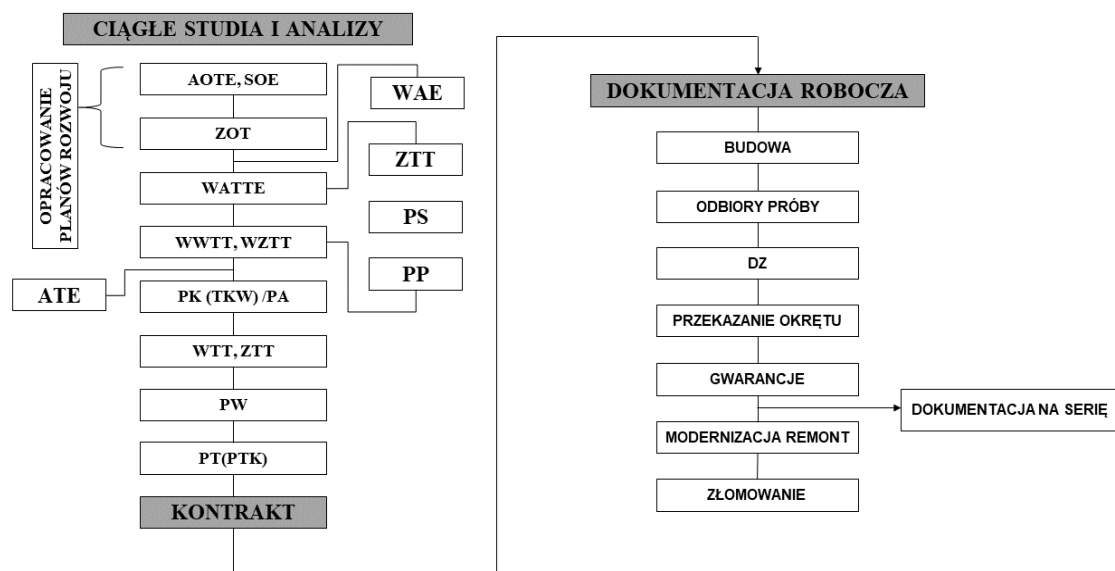 CIĄGŁE STUDIA I ANALIZY
OPRACOWANIE
PLANÓW ROZWOJU
AOTE, SOE
ZOT
WATTE
WWTT, WZTT
ATE
PK (TKW) /PA
WTT, ZTT
PW
PT(PTK)
KONTRAKT
WAE
ZTT
PS
PP
DOKUMENTACJA ROBOCZA
BUDOWA
ODBIORY PRÓBY
DZ
PRZEKAZANIE OKRĘTU
GWARANCJE
DOKUMENTACJA NA SERIĘ
MODERNIZACJA REMONT
ZŁOMOWANIE